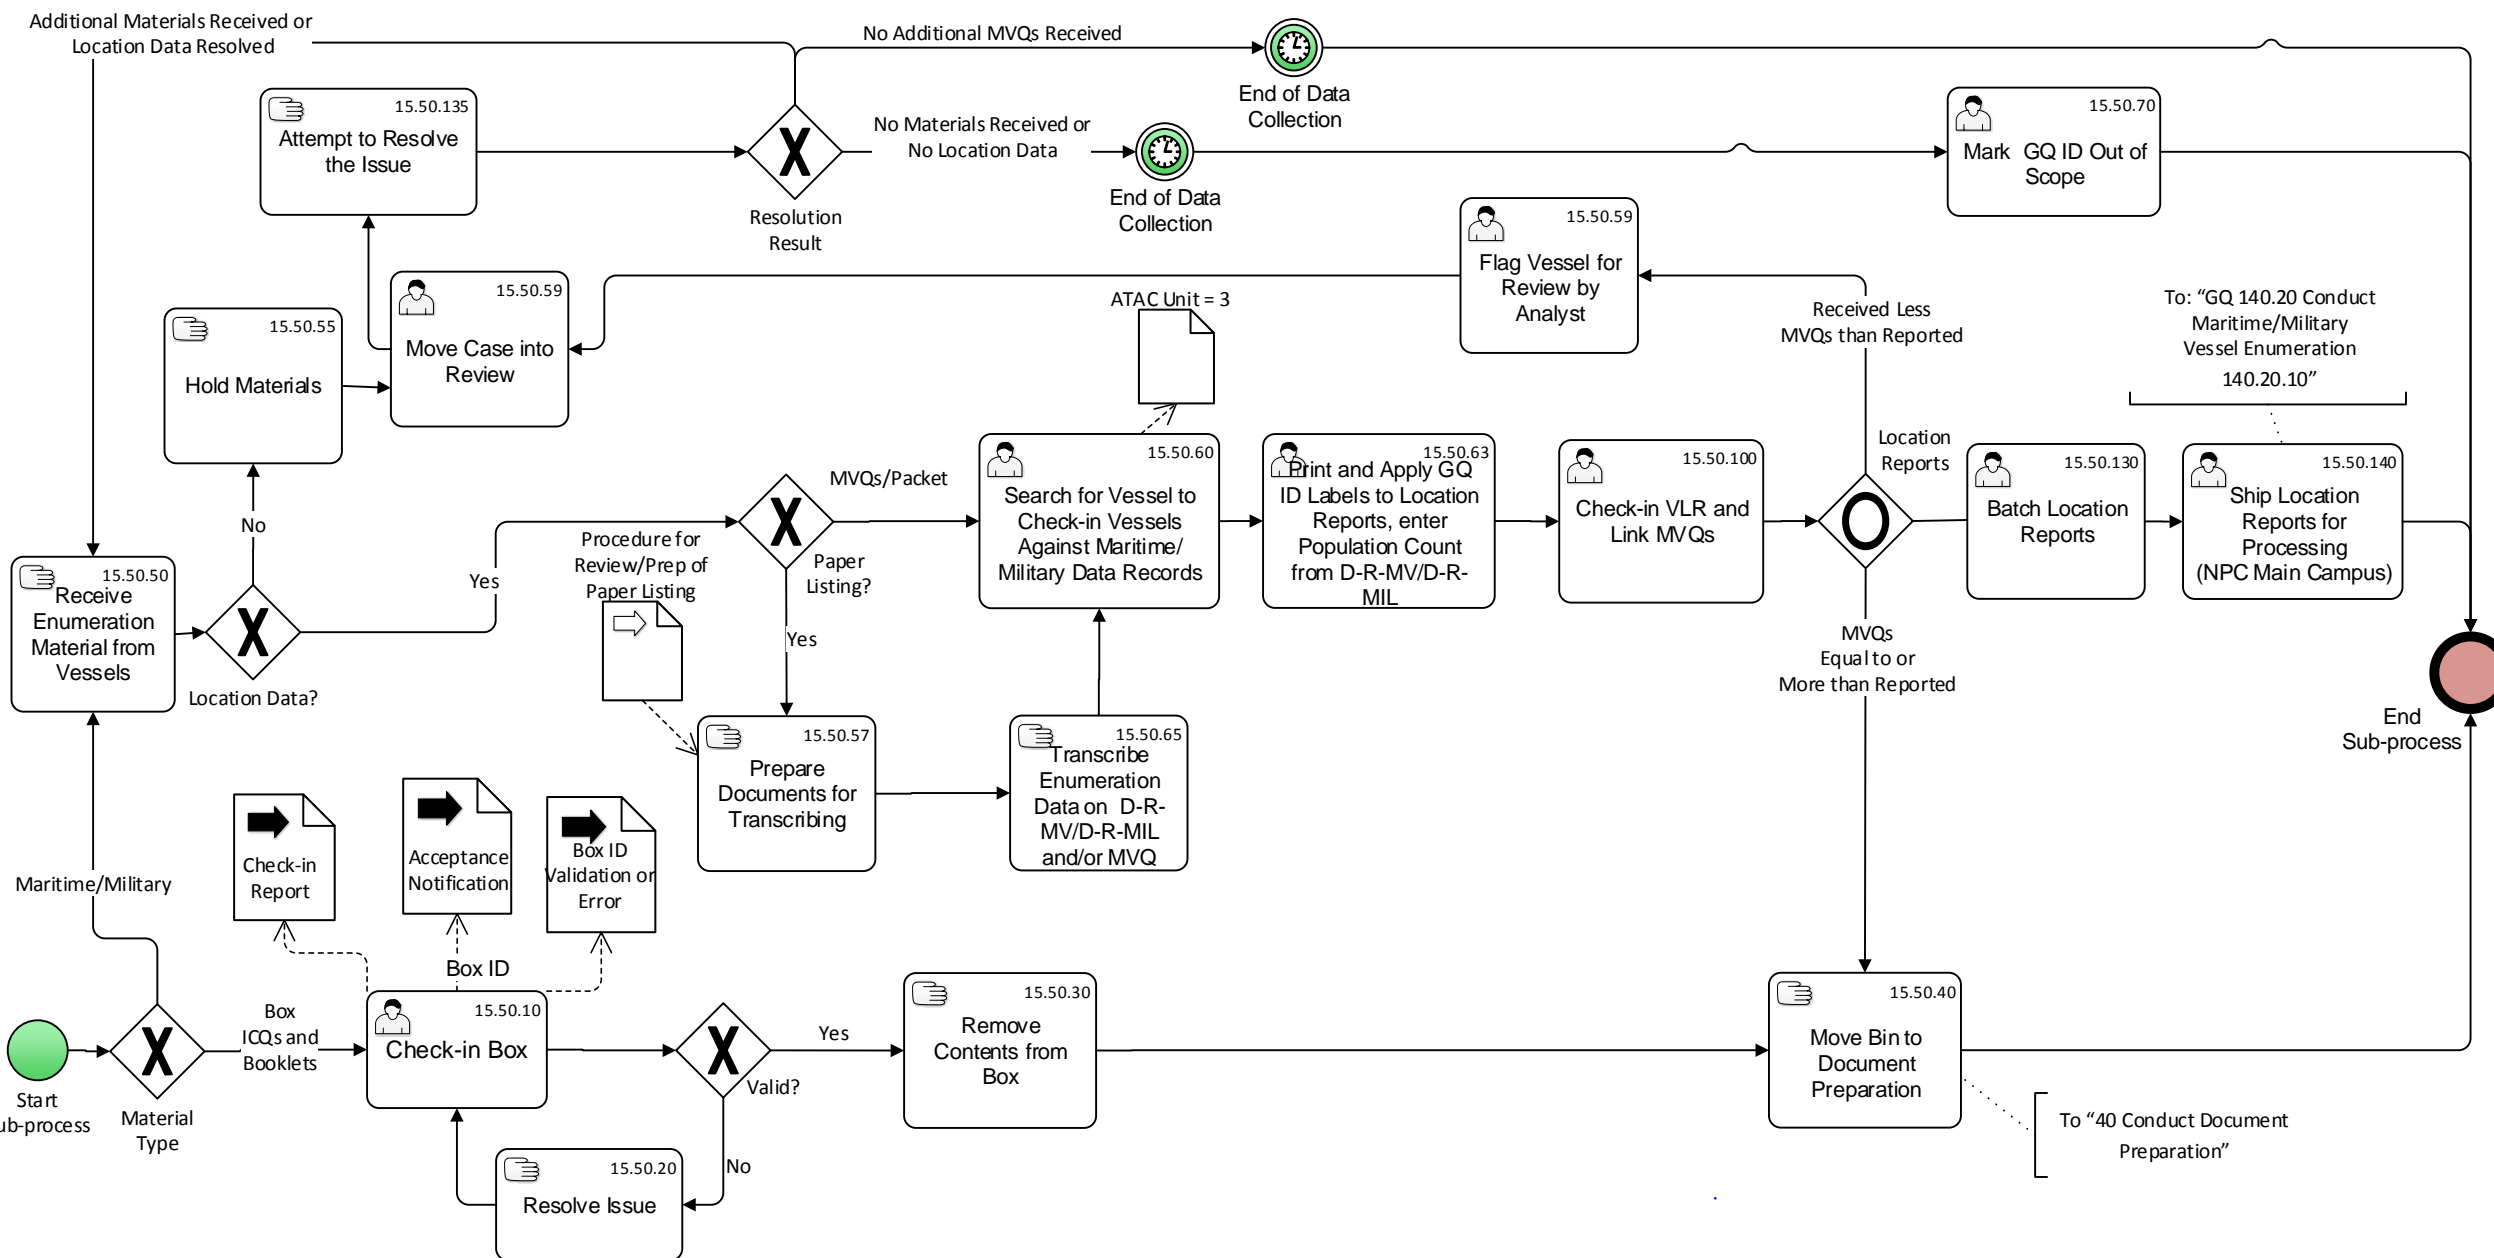 Additional Materials Received or
Location Data Resolved
No Additional MVQs Received
End of Data
Collection
15.50.135
Attempt to Resolve
the Issue
Resolution
Result
No Materials Received or
No Location Data
End of Data
Collection
15.50.70
Mark GQ ID Out of
Scope
15.50.59
Flag Vessel for
Review by
Analyst
Received Less
MVQs than Reported
15.50.55
Hold Materials
15.50.59
Move Case into
Review
ATAC Unit = 3
To: “GQ 140.20 Conduct
Maritime/Military
Vessel Enumeration
140.20.10”
No
15.50.50
Receive
Enumeration
Material from
Vessels
Location Data?
Yes
Procedure for
Review/Prep of
Paper Listing
MVQs/Packet
Paper
Listing?
Yes
15.50.60
Search for Vessel to
Check-in Vessels
Against Maritime/
Military Data Records
15.50.63
Print and Apply GQ
ID Labels to Location
Reports, enter
Population Count
from D-R-MV/D-R-
MIL
15.50.100
Check-in VLR and
Link MVQs
Location
Reports
15.50.130
Batch Location
Reports
15.50.140
Ship Location
Reports for
Processing
(NPC Main Campus)
MVQs
Equal to or
More than Reported
End
Sub-process
15.50.57
Prepare
Documents for
Transcribing
15.50.65
Transcribe
Enumeration
Data on D-R-
MV/D-R-MIL
and/or MVQ
Maritime/Military
Check-in
Report
Acceptance
Notification
Box ID
Validation or
Error
Box ID
Start
ub-process
Material
Type
Box
ICQs and
Booklets
15.50.10
Check-in Box
Valid?
Yes
No
15.50.20
Resolve Issue
15.50.30
Remove
Contents from
Box
15.50.40
Move Bin to
Document
Preparation
To “40 Conduct Document
Preparation”